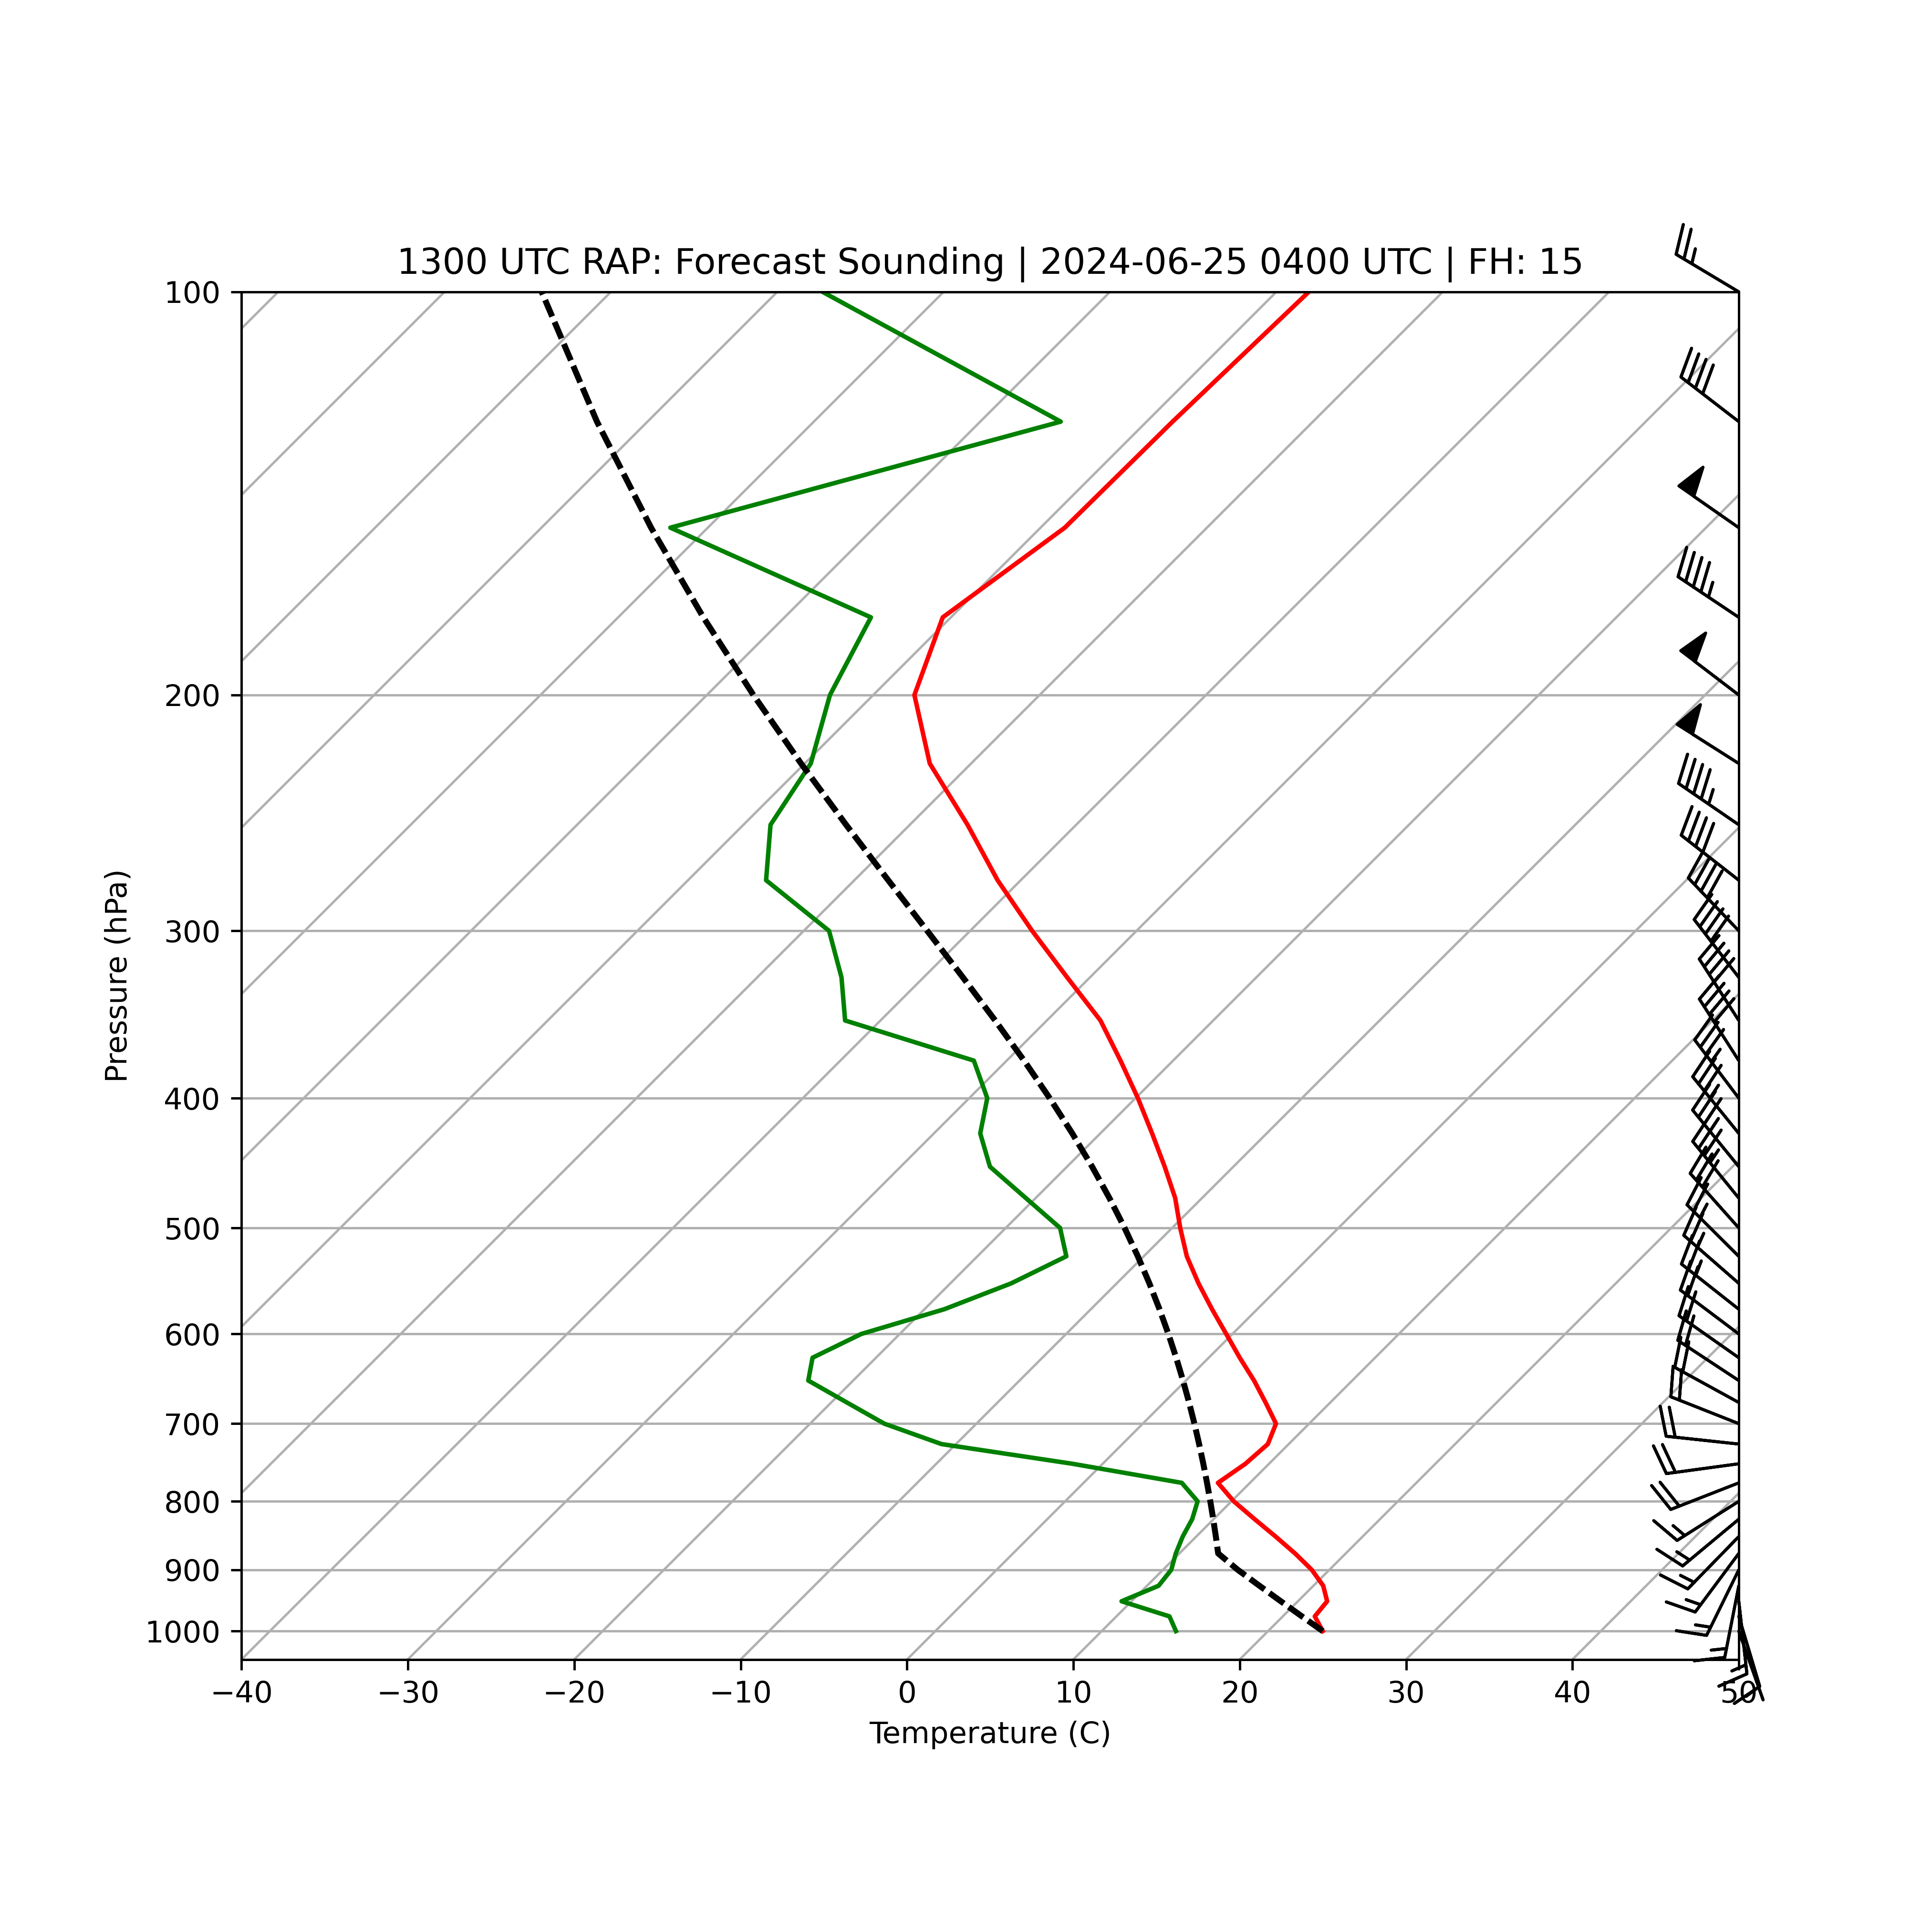 1300 UTC RAP: Forecast Sounding | 2024-06-25 0400 UTC | FH: 15
100
200
300
400
500
600
700
800
900
1000
Pressure (hPa)
−40 −30 −20 −10 0 10 20 30 40 50
Temperature (C)